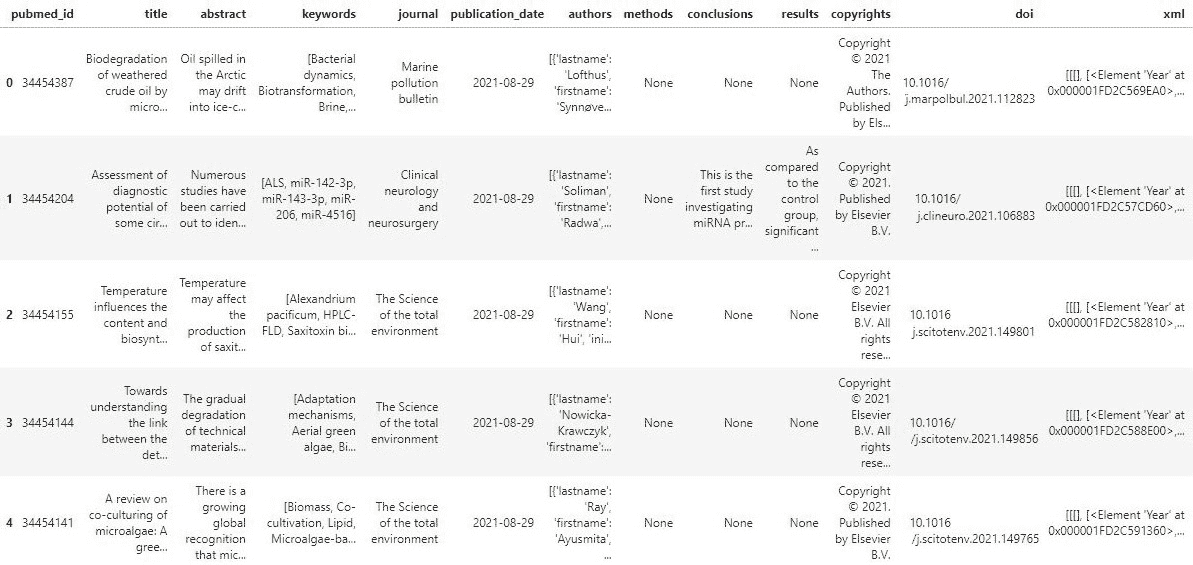 pubmed_id title abstract keywords journal publication_date authors methods conclusions results copyrights doi xml
0 34454387
Biodegradation
of weathered
crude oil by
micro...
Oil spilled in
the Arctic
may drift
into ice-c...
[Bacterial
dynamics,
Biotransformation,
Brine,...
Marine
pollution
bulletin
2021-08-29
[{'lastname':
'Lofthus',
'firstname':
'Synnøve...
None
None
None
Copyright
© 2021
The
Authors.
Published
by Els...
10.1016/
j.marpolbul.2021.112823
[[[], [<Element 'Year' at
0x000001FD2C569EA0>,...
1 34454204
Assessment of
diagnostic
potential of
some cir...
Numerous
studies have
been carried
out to iden...
[ALS, miR-142-3p,
miR-143-3p, miR-
206, miR-4516]
Clinical
neurology
and
neurosurgery
2021-08-29
[{'lastname':
'Soliman',
'firstname':
'Radwa',...
None
This is the
first study
investigating
miRNA pr...
As
compared
to the
control
group,
significant
...
Copyright
© 2021.
Published
by Elsevier
B.V.
10.1016/
j.clineuro.2021.106883
[[[], [<Element 'Year' at
0x000001FD2C57CD60>,...
2 34454155
Temperature
influences the
content and
biosynt...
Temperature
may affect
the
production
of saxit...
[Alexandrium
pacificum, HPLC-
FLD, Saxitoxin bi...
The Science
of the total
environment
2021-08-29
[{'lastname':
'Wang',
'firstname':
'Hui', 'ini...
None
None
None
Copyright
© 2021
Elsevier
B.V. All
rights
rese...
10.1016
j.scitotenv.2021.149801
[[[], [<Element 'Year' at
0x000001FD2C582810>,...
3 34454144
Towards
understanding
the link
between the
det...
The gradual
degradation
of technical
materials...
[Adaptation
mechanisms,
Aerial green
algae, Bi...
The Science
of the total
environment
2021-08-29
[{'lastname':
'Nowicka-
Krawczyk',
'firstname':...
None
None
None
Copyright
© 2021
Elsevier
B.V. All
rights
rese...
10.1016/
/j.scitotenv.2021.149856
[[[], [<Element 'Year' at
0x000001FD2C588E00>,...
4 34454141
A review on
co-culturing of
microalgae: A
gree...
There is a
growing
global
recognition
that mic...
[Biomass, Co-
cultivation, Lipid,
Microalgae-ba...
The Science
of the total
environment
2021-08-29
[{'lastname':
'Ray',
'firstname':
'Ayusmita',
...
None
None
None
Copyright
© 2021.
Published
by Elsevier
B.V.
10.1016
/j.scitotenv.2021.149765
[[[], [<Element 'Year' at
0x000001FD2C591360>,...